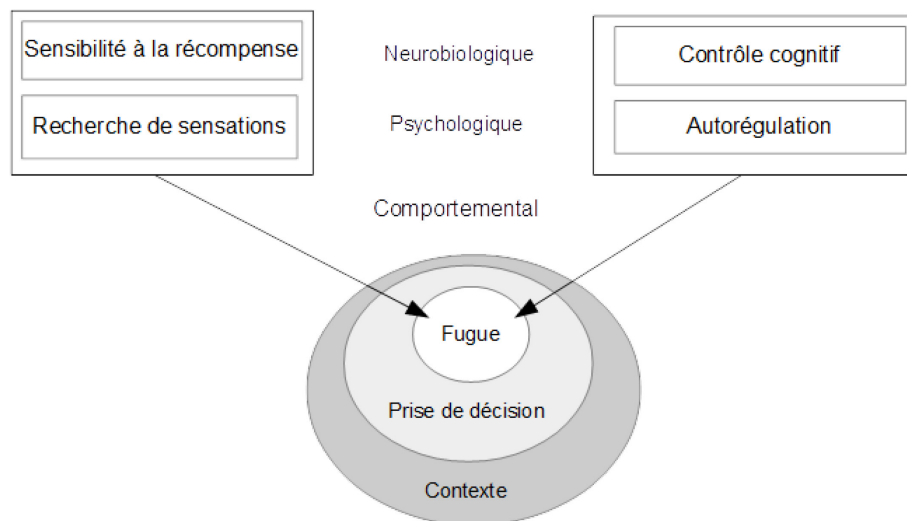 Sensibilité à la récompense
Neurobiologique
Contrôle cognitif
Recherche de sensations
Psychologique
Autorégulation
Comportemental
Fugue
Prise de décision
Contexte